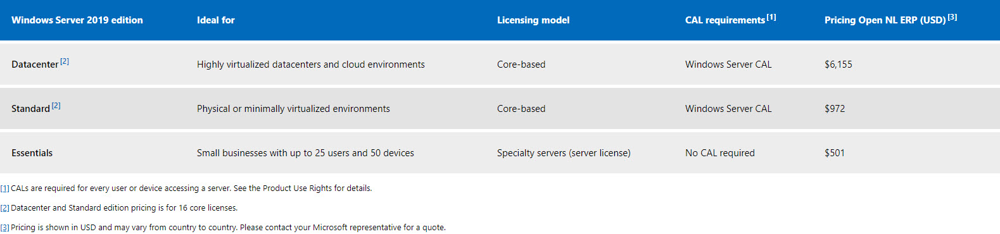 Windows Server 2019 edition Ideal for Licensing model CAL requirements[1] Pricing Open NL ERP (USD)[3]
Datacenter[2] Highly virtualized datacenters and cloud environments Core-based Windows Server CAL $6,155
Standard[2] Physical or minimally virtualized environments Core-based Windows Server CAL $972
Essentials Small businesses with up to 25 users and 50 devices Specialty servers (server license) No CAL required $501
[1] CALs are required for every user or device accessing a server. See the Product Use Rights for details.
[2] Datacenter and Standard edition pricing is for 16 core licenses.
[3] Pricing is shown in USD and may vary from country to country. Please contact your Microsoft representative for a quote.